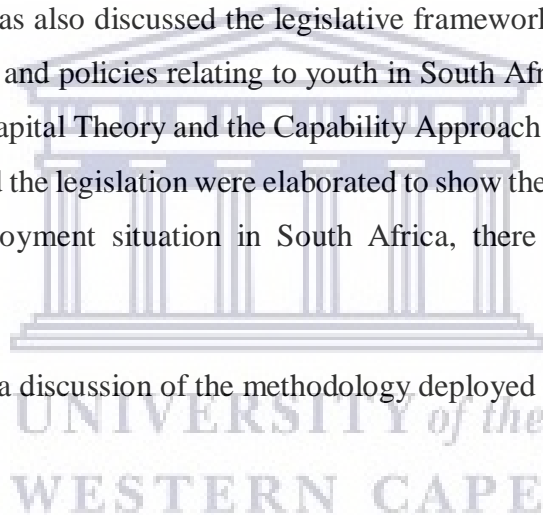 as also discussed the legislative framework
and policies relating to youth in South Afr
apital Theory and the Capability Approach
d the legislation were elaborated to show the
oyment situation in South Africa, there
a discussion of the methodology deployed
UNIVERSITY of the
WESTERN CAPE